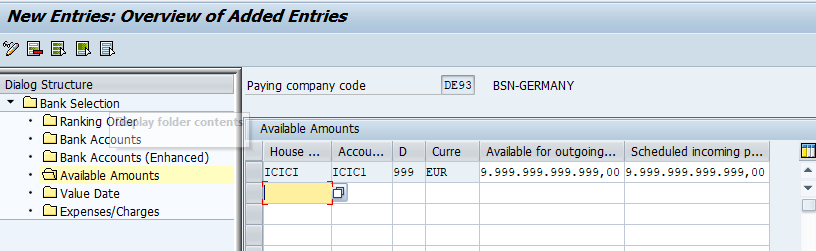 New Entries: Overview of Added Entries
Dialog Structure
Bank Selection
Ranking Order
Display folder contents
Bank Accounts
Bank Accounts (Enhanced)
Available Amounts
Value Date
Expenses/Charges
Paying company code DE93 BSN-GERMANY
Available Amounts
House ... Accou... D Curre Available for outgoing... Scheduled incoming p...
ICICI ICIC1 999 EUR 9.999.999.999.999,00 9.999.999.999.999,00